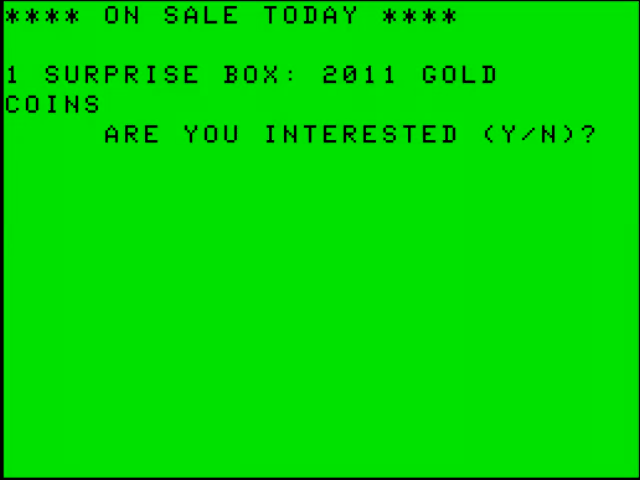 **** ON SALE TODAY ****
1 SURPRISE BOX: 2011 GOLD
COINS
ARE YOU INTERESTED (Y/N)?